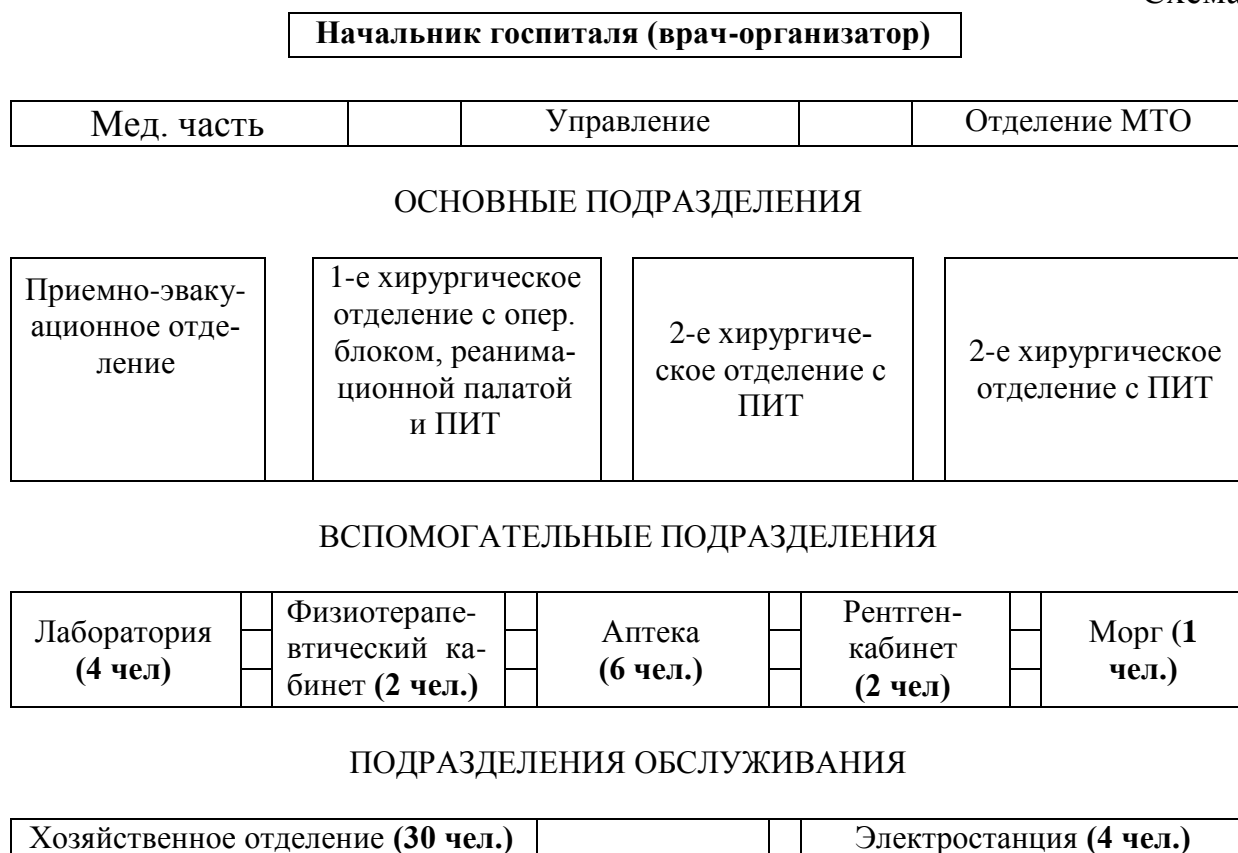 Схема
Начальник госпиталя (врач-организатор)
Мед. часть Управление Отделение МТО
ОСНОВНЫЕ ПОДРАЗДЕЛЕНИЯ
Приемно-эваку-
ационное отде-
ление
1-е хирургическое
отделение с опер.
блоком, реанима-
ционной палатой
и ПИТ
2-е хирургиче-
ское отделение с
ПИТ
2-е хирургическое
отделение с ПИТ
ВСПОМОГАТЕЛЬНЫЕ ПОДРАЗДЕЛЕНИЯ
Лаборатория
(4 чел)
Физиотерапе-
втический ка-
бинет (2 чел.)
Аптека
(6 чел.)
Рентген-
кабинет
(2 чел)
Морг (1
чел.)
ПОДРАЗДЕЛЕНИЯ ОБСЛУЖИВАНИЯ
Хозяйственное отделение (30 чел.) Электростанция (4 чел.)